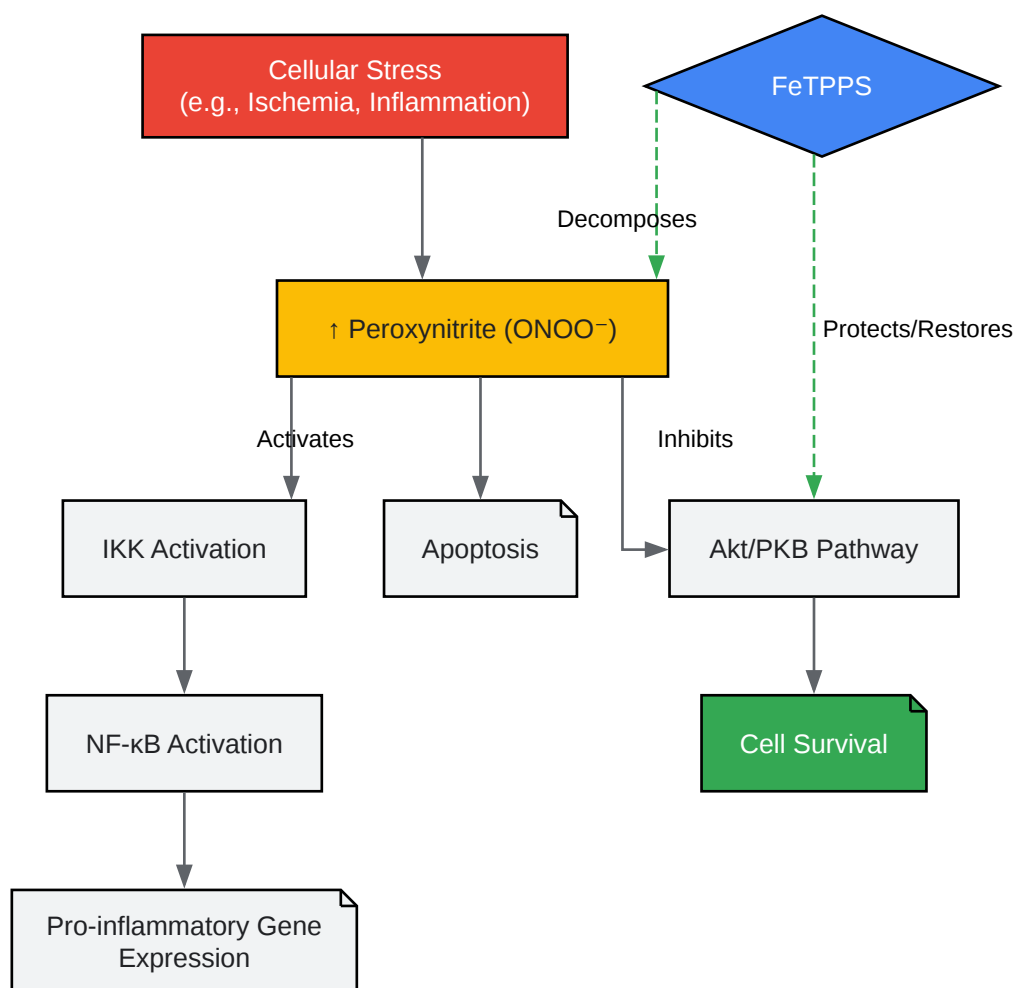 Cellular Stress
(e.g., Ischemia, Inflammation)
FeTPPS
Decomposes
↑ Peroxynitrite (ONOO⁻)
Protects/Restores
Activates
Inhibits
IKK Activation
Apoptosis
Akt/PKB Pathway
NF-κB Activation
Cell Survival
Pro-inflammatory Gene
Expression